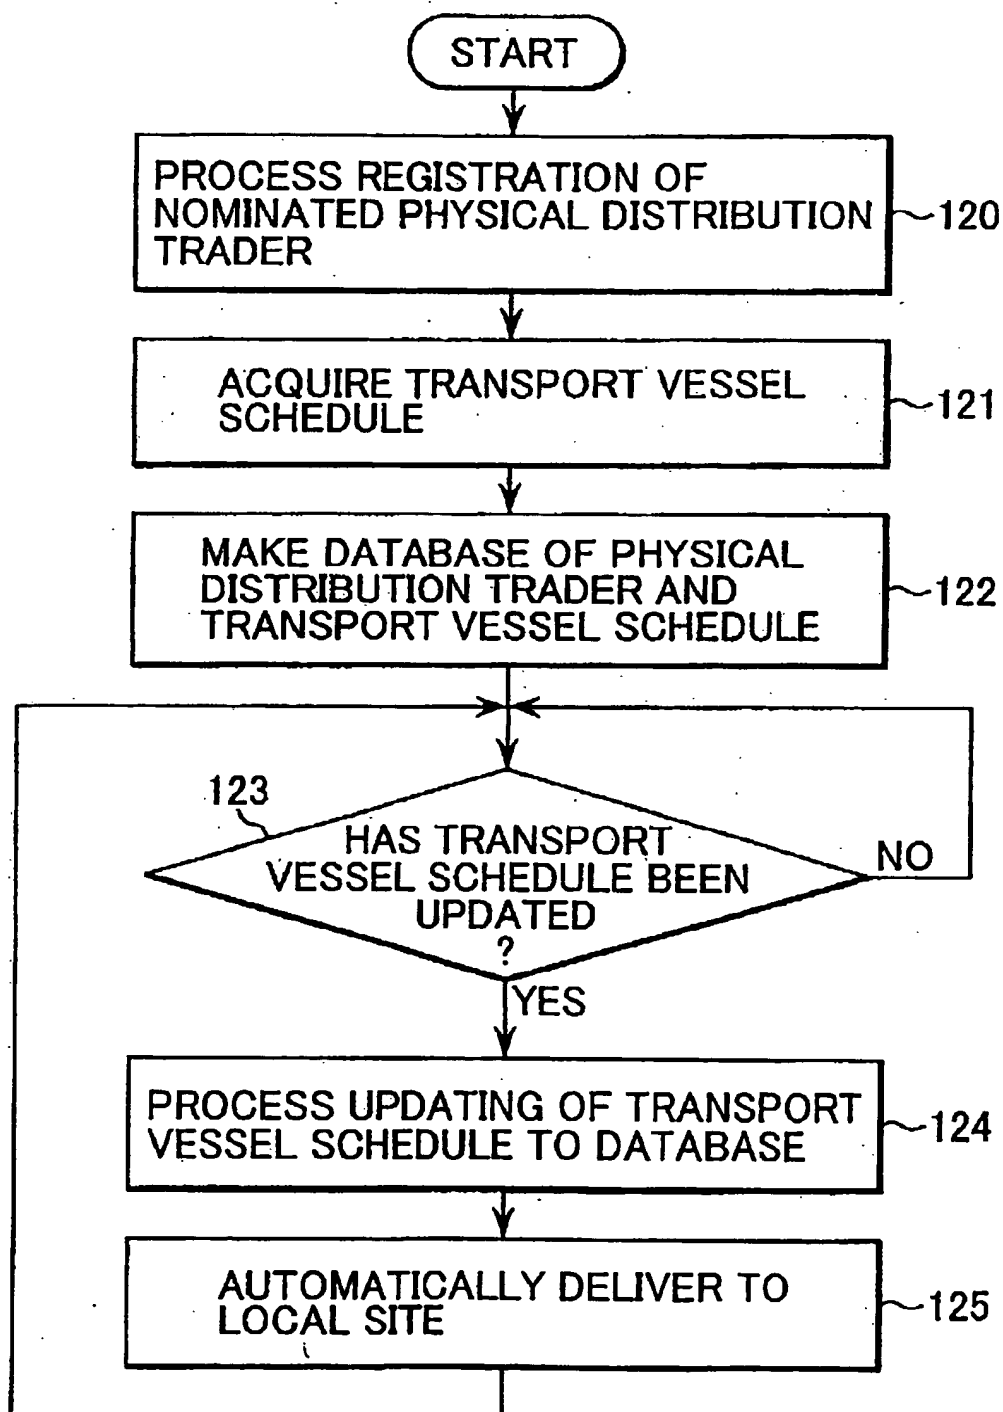 START
PROCESS REGISTRATION OF
NOMINATED PHYSICAL DISTRIBUTION
TRADER
120
ACQUIRE TRANSPORT VESSEL
SCHEDULE
121
MAKE DATABASE OF PHYSICAL
DISTRIBUTION TRADER AND
TRANSPORT VESSEL SCHEDULE
122
123
HAS TRANSPORT
VESSEL SCHEDULE BEEN
UPDATED
?
NO
YES
PROCESS UPDATING OF TRANSPORT
VESSEL SCHEDULE TO DATABASE
124
AUTOMATICALLY DELIVER TO
LOCAL SITE
125